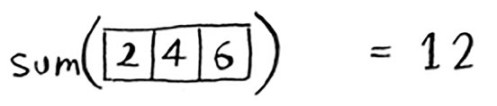 sum( 2 4 6 ) = 12